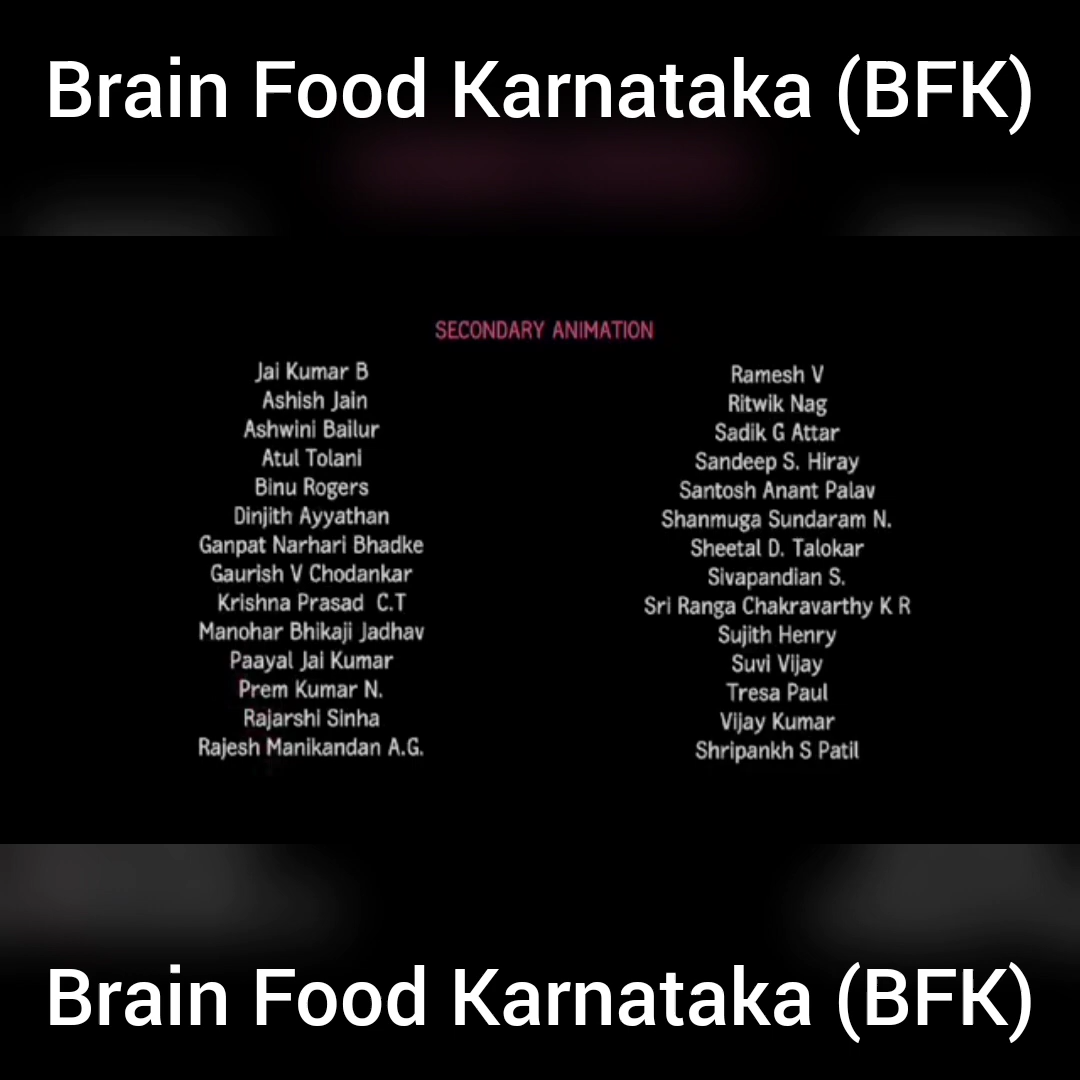 Brain Food Karnataka (BFK)
SECONDARY ANIMATION
Jai Kumar B
Ashish Jain
Ashwini Bailur
Atul Tolani
Binu Rogers
Dinjith Ayyathan
Ganpat Narhari Bhadke
Gaurish V Chodankar
Krishna Prasad C.T
Manohar Bhikaji Jadhav
Paayal Jai Kumar
Prem Kumar N.
Rajarshi Sinha
Rajesh Manikandan A.G.
Ramesh V
Ritwik Nag
Sadik G Attar
Sandeep S. Hiray
Santosh Anant Palav
Shanmuga Sundaram N.
Sheetal D. Talokar
Sivapandian S.
Sri Ranga Chakravarthy K R
Sujith Henry
Suvi Vijay
Tresa Paul
Vijay Kumar
Shripankh S Patil
Brain Food Karnataka (BFK)